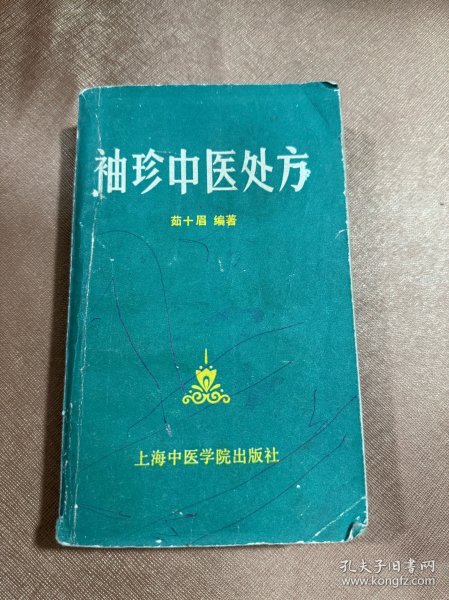 袖珍中医处方
茹十眉 编著
上海中医学院出版社
孔夫子旧书网
www.kongfz.com